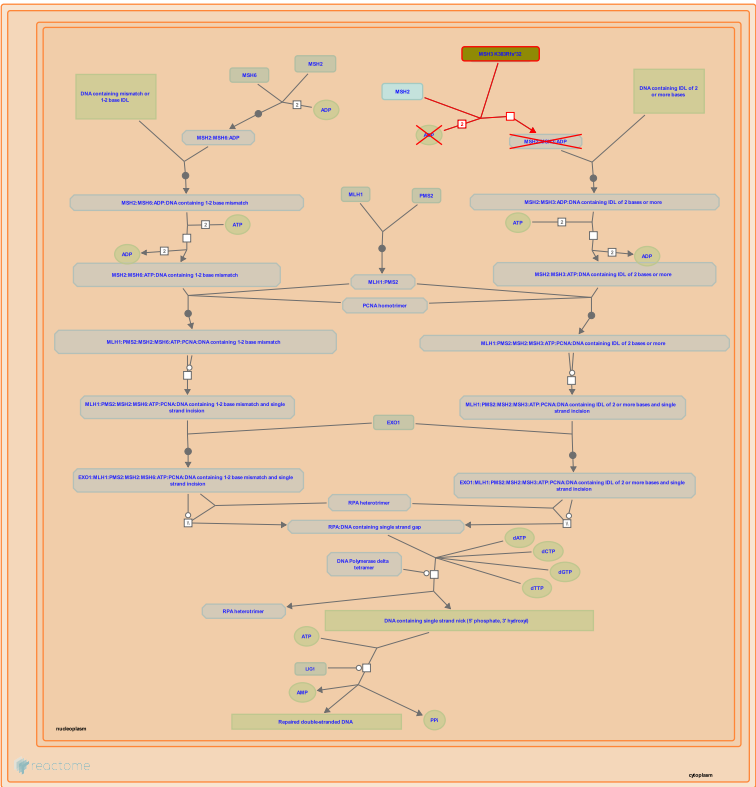 MSH3 K383Rfs*32
MSH2
MSH6
MSH2
DNA containing mismatch or
1-2 base IDL
DNA containing IDL of 2
or more bases
2
ADP
2
MSH2:MSH6:ADP
MSH2:MSH6:ADP:DNA containing 1-2 base mismatch
MLH1
PMS2
MSH2:MSH3:ADP:DNA containing IDL of 2 bases or more
2
ATP
ATP
2
ADP
2
2
ADP
MSH2:MSH6:ATP:DNA containing 1-2 base mismatch
MLH1:PMS2
MSH2:MSH3:ATP:DNA containing IDL of 2 bases or more
PCNA homotrimer
MLH1:PMS2:MSH2:MSH6:ATP:PCNA:DNA containing 1-2 base mismatch
MLH1:PMS2:MSH2:MSH3:ATP:PCNA:DNA containing IDL of 2 bases or more
MLH1:PMS2:MSH2:MSH6:ATP:PCNA:DNA containing 1-2 base mismatch and single
strand incision
MLH1:PMS2:MSH2:MSH3:ATP:PCNA:DNA containing IDL of 2 or more bases and single
strand incision
EXO1
EXO1:MLH1:PMS2:MSH2:MSH6:ATP:PCNA:DNA containing 1-2 base mismatch and single
strand incision
EXO1:MLH1:PMS2:MSH2:MSH3:ATP:PCNA:DNA containing IDL of 2 or more bases and single
strand incision
RPA heterotrimer
RPA:DNA containing single strand gap
dATP
dCTP
dGTP
dTTP
DNA Polymerase delta
tetramer
RPA heterotrimer
DNA containing single strand nick (5' phosphate, 3' hydroxyl)
ATP
LIG1
AMP
PPi
Repaired double-stranded DNA
nucleoplasm
reactome
cytoplasm